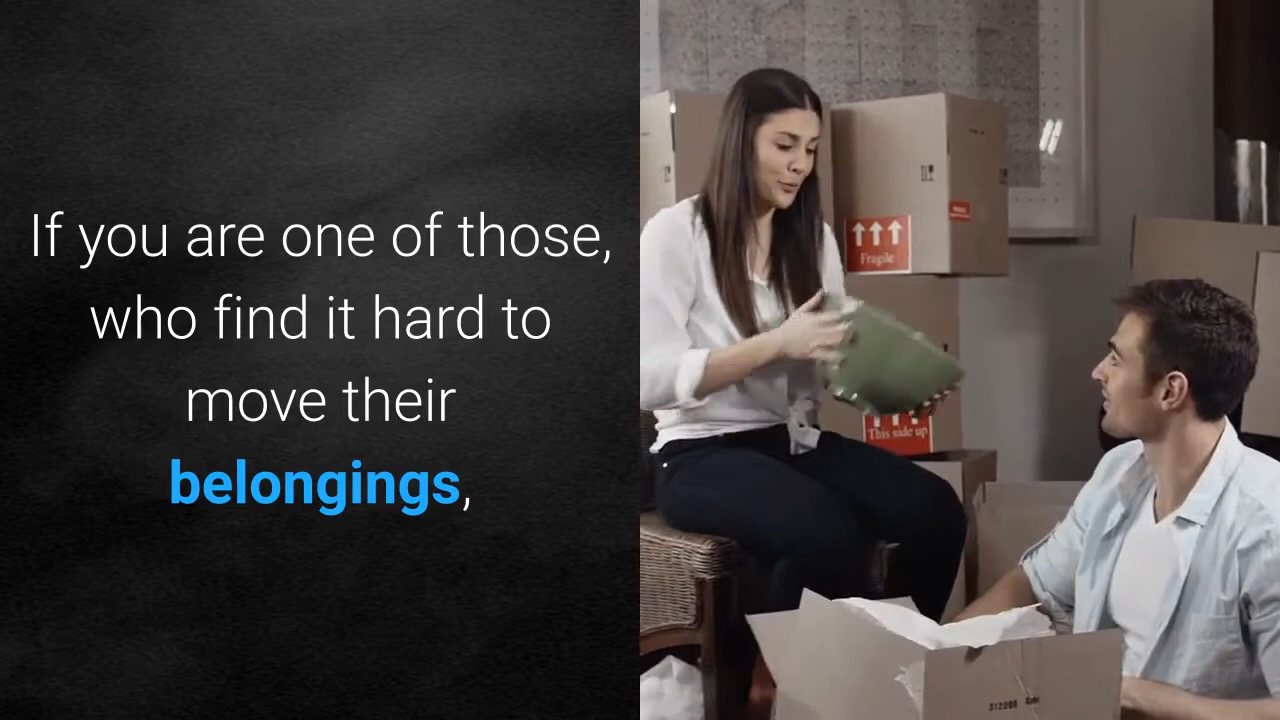 If you are one of those,
who find it hard to
move their
belongings,
Fragile
This side up